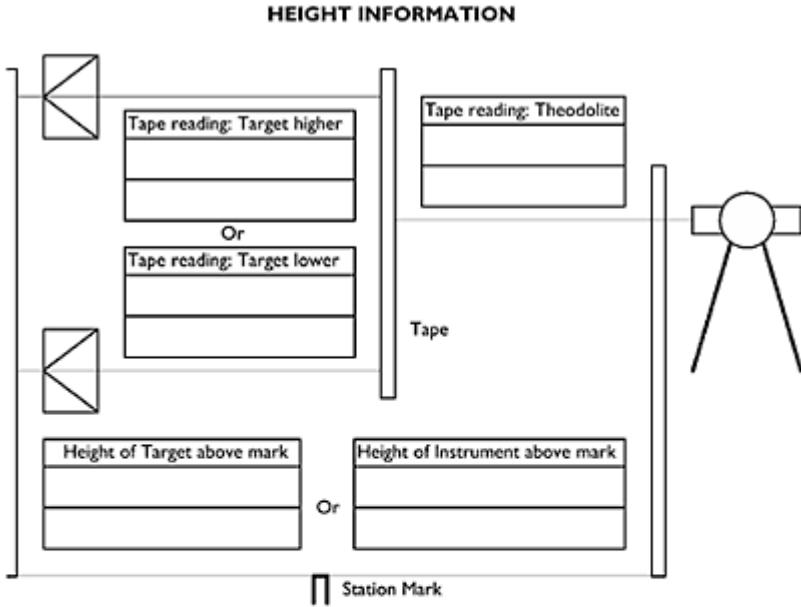 HEIGHT INFORMATION
Tape reading: Target higher
Tape reading: Theodolite
Or
Tape reading: Target lower
Tape
Height of Target above mark
Height of Instrument above mark
Or
Station Mark